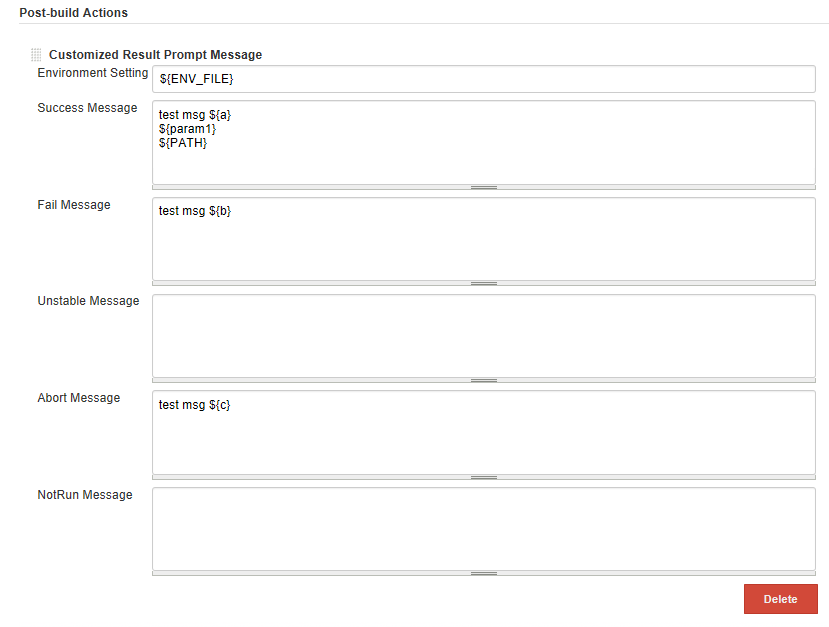 Post-build Actions
Customized Result Prompt Message
Environment Setting
${ENV_FILE}
Success Message
test msg ${a}
${param1}
${PATH}
Fail Message
test msg ${b}
Unstable Message
Abort Message
test msg ${c}
NotRun Message
Delete